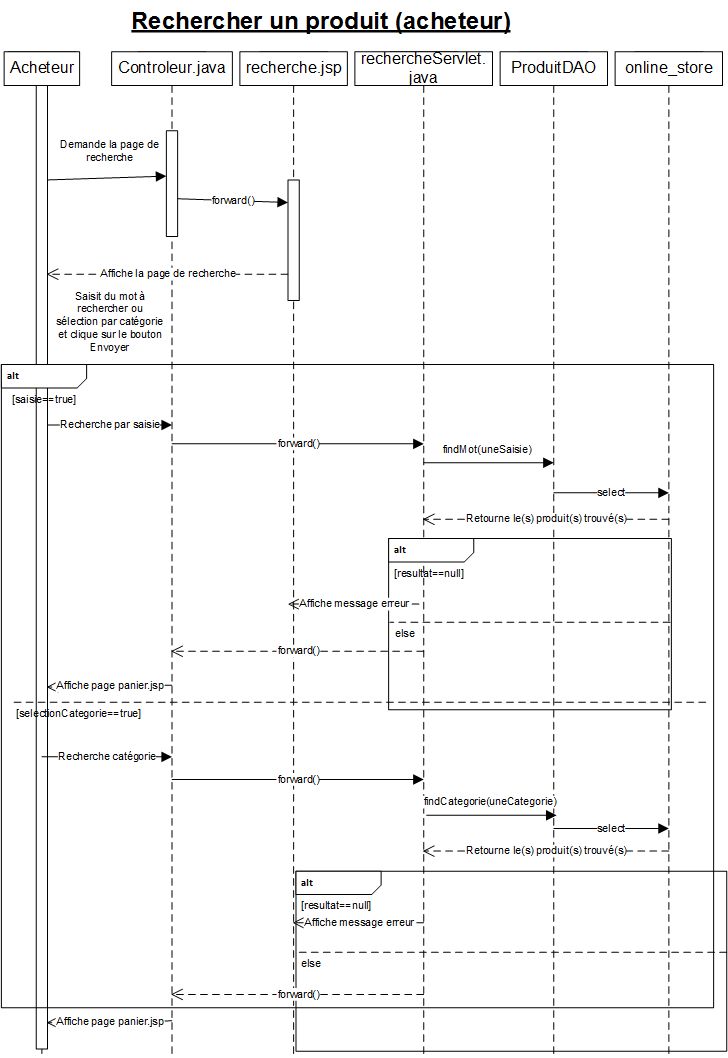 Rechercher un produit (acheteur)
Acheteur
Controleur.java
recherche.jsp
rechercheServlet.
java
ProduitDAO
online_store
Demande la page de
recherche
forward()
Affiche la page de recherche
Saisit du mot à
rechercher ou
sélection par catégorie
et clique sur le bouton
Envoyer
alt
[saisie==true]
Recherche par saisie
forward()
findMot(uneSaisie)
select
Retourne le(s) produit(s) trouvé(s)
alt
[resultat==null]
Affiche message erreur
else
forward()
Affiche page panier.jsp
[selectionCategorie==true]
Recherche catégorie
forward()
findCategorie(uneCategorie)
select
Retourne le(s) produit(s) trouvé(s)
alt
[resultat==null]
Affiche message erreur
else
forward()
Affiche page panier.jsp